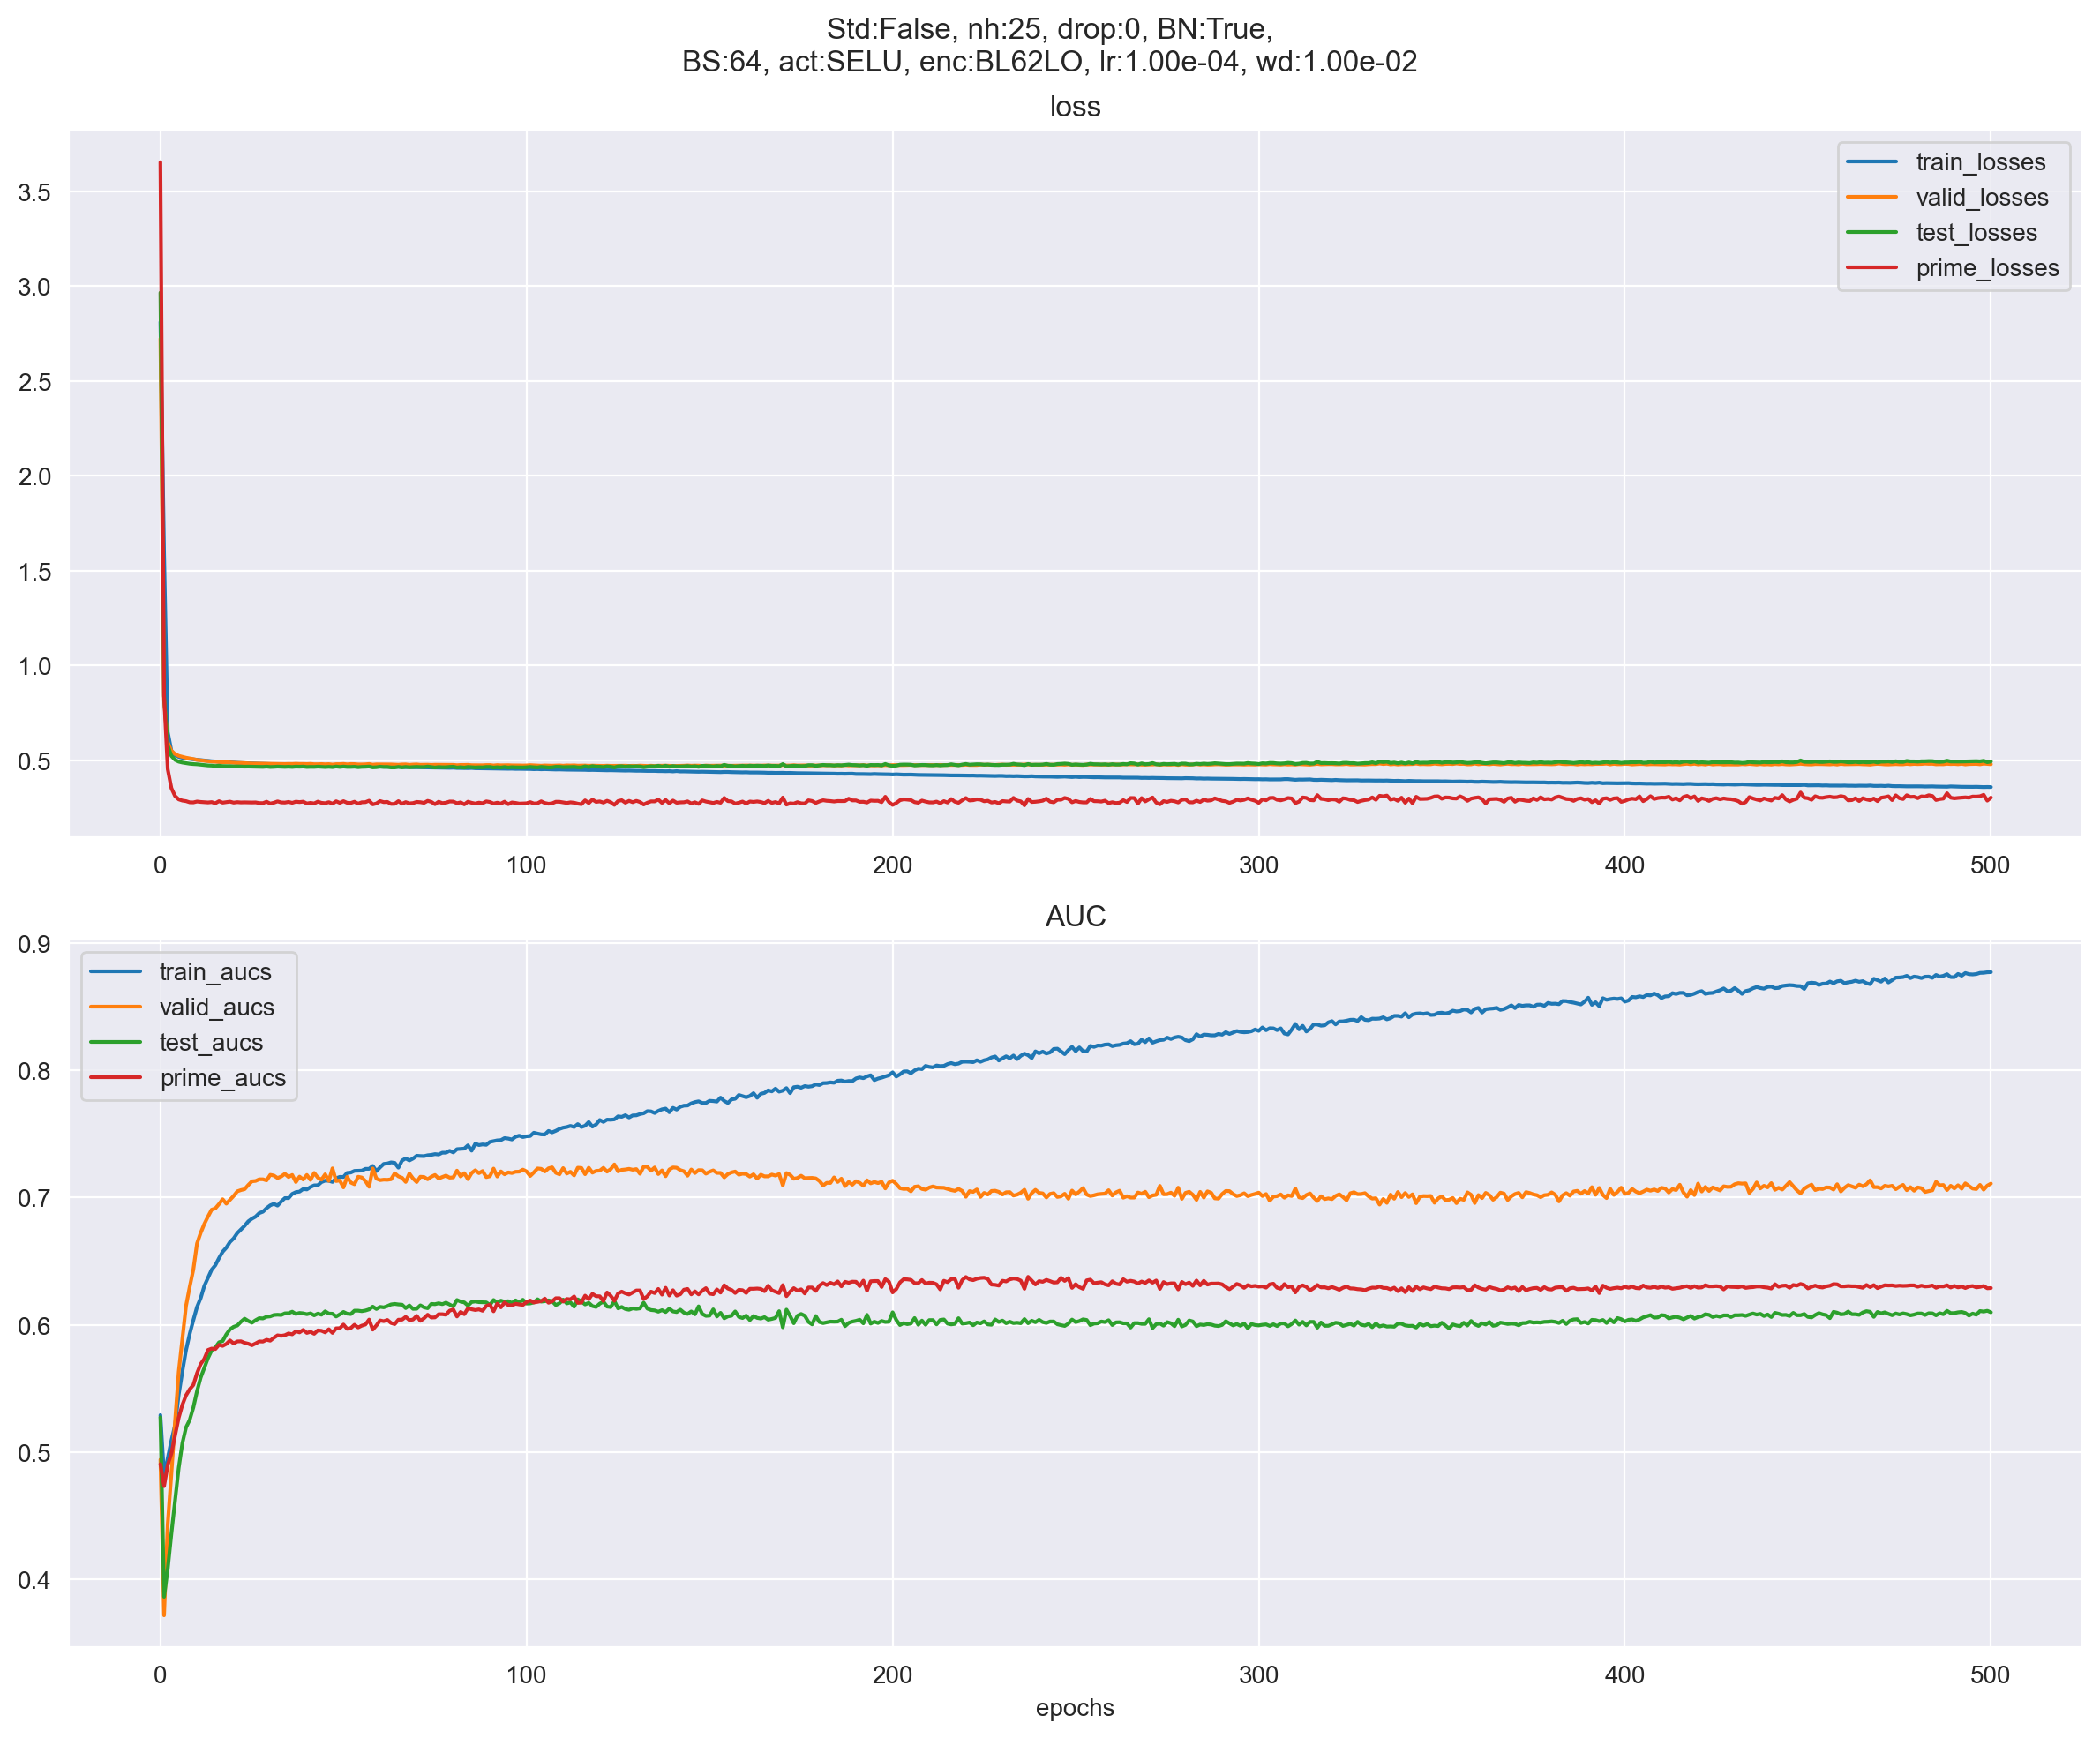 Std:False, nh:25, drop:0, BN:True,
BS:64, act:SELU, enc:BL62LO, lr:1.00e-04, wd:1.00e-02
loss
3.5
3.0
2.5
2.0
1.5
1.0
0.5
train_losses
valid_losses
test_losses
prime_losses
0 100 200 300 400 500
AUC
0.9
0.8
0.7
0.6
0.5
0.4
train_aucs
valid_aucs
test_aucs
prime_aucs
0 100 200 300 400 500
epochs